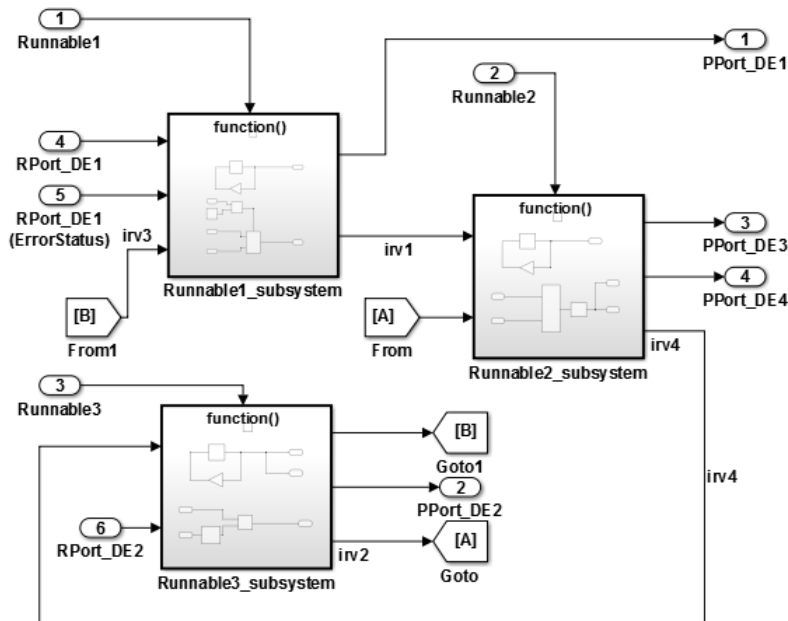 1
Runnable1
1
PPort_DE1
2
Runnable2
function()
4
RPort_DE1
5
RPort_DE1
(ErrorStatus)
irv3
irv1
Runnable1_subsystem
[B]
From1
function()
3
PPort_DE3
4
PPort_DE4
[A]
From
irv4
Runnable2_subsystem
3
Runnable3
function()
[B]
Goto1
2
PPort_DE2
irv4
6
RPort_DE2
irv2
[A]
Goto
Runnable3_subsystem